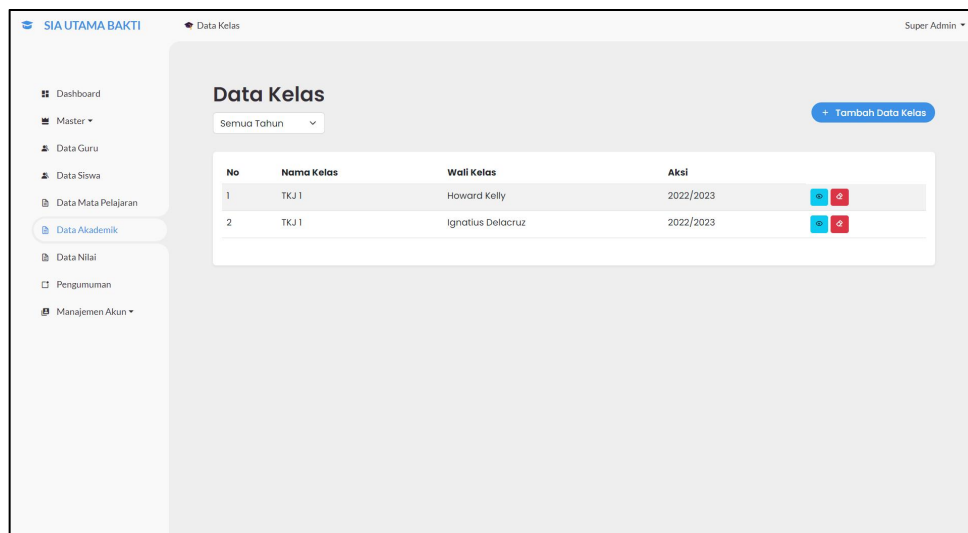 SIA UTAMA BAKTI
Data Kelas
Super Admin
Dashboard
Master
Data Guru
Data Siswa
Data Mata Pelajaran
Data Akademik
Data Nilai
Pengumuman
Manajemen Akun
Data Kelas
Semua Tahun
+ Tambah Data Kelas
No Nama Kelas Wali Kelas Aksi
1 TKJ 1 Howard Kelly 2022/2023
2 TKJ 1 Ignatius Delacruz 2022/2023